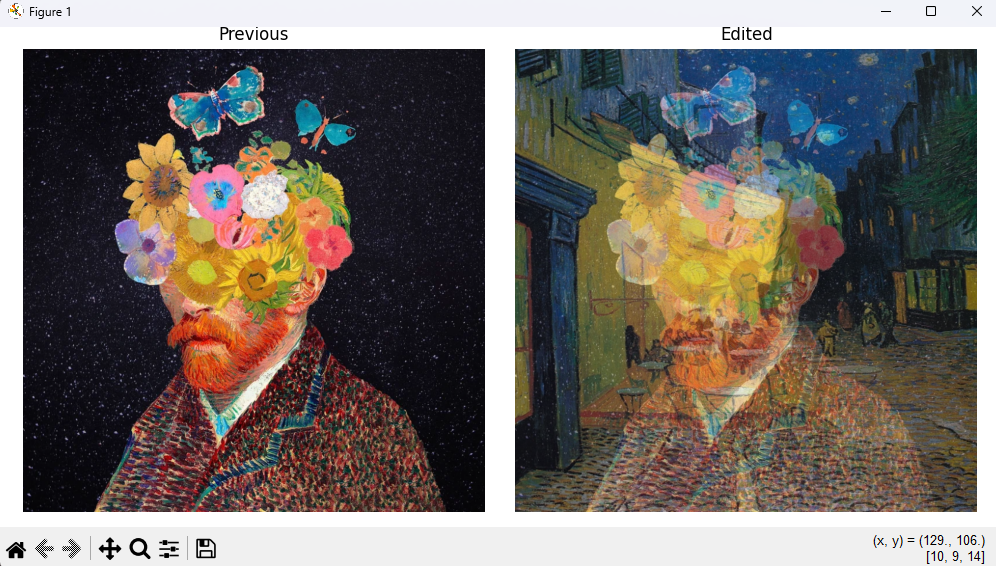 Figure 1
Previous
Edited
(x, y) = (129., 106.)
[10, 9, 14]